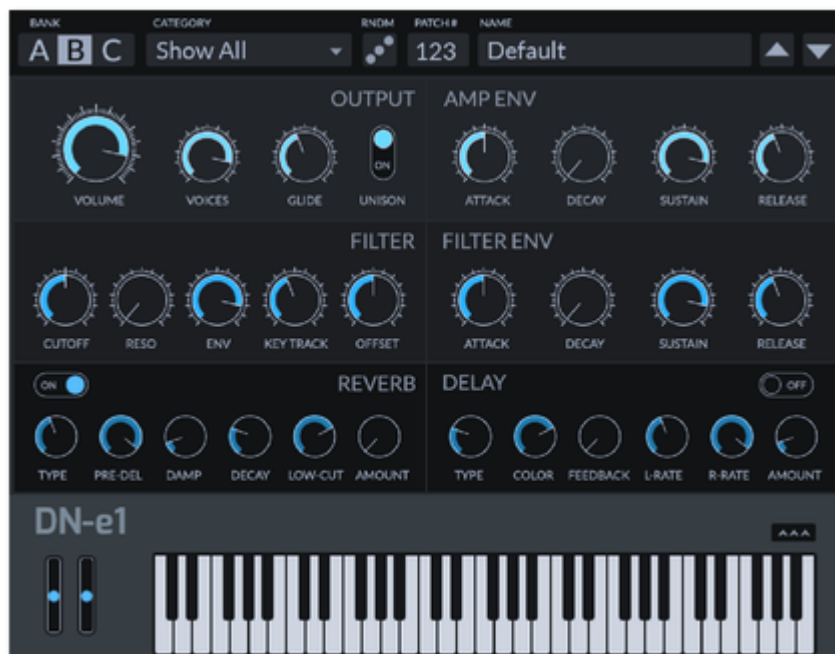 BANK CATEGORY RNDM PATCH # NAME
A B C Show All 123 Default
OUTPUT AMP ENV
ON
VOLUME VOICES GLIDE UNISON ATTACK DECAY SUSTAIN RELEASE
FILTER FILTER ENV
CUTOFF RESO ENV KEY TRACK OFFSET ATTACK DECAY SUSTAIN RELEASE
ON REVERB DELAY OFF
TYPE PRE-DEL DAMP DECAY LOW-CUT AMOUNT TYPE COLOR FEEDBACK L-RATE R-RATE AMOUNT
DN-e1